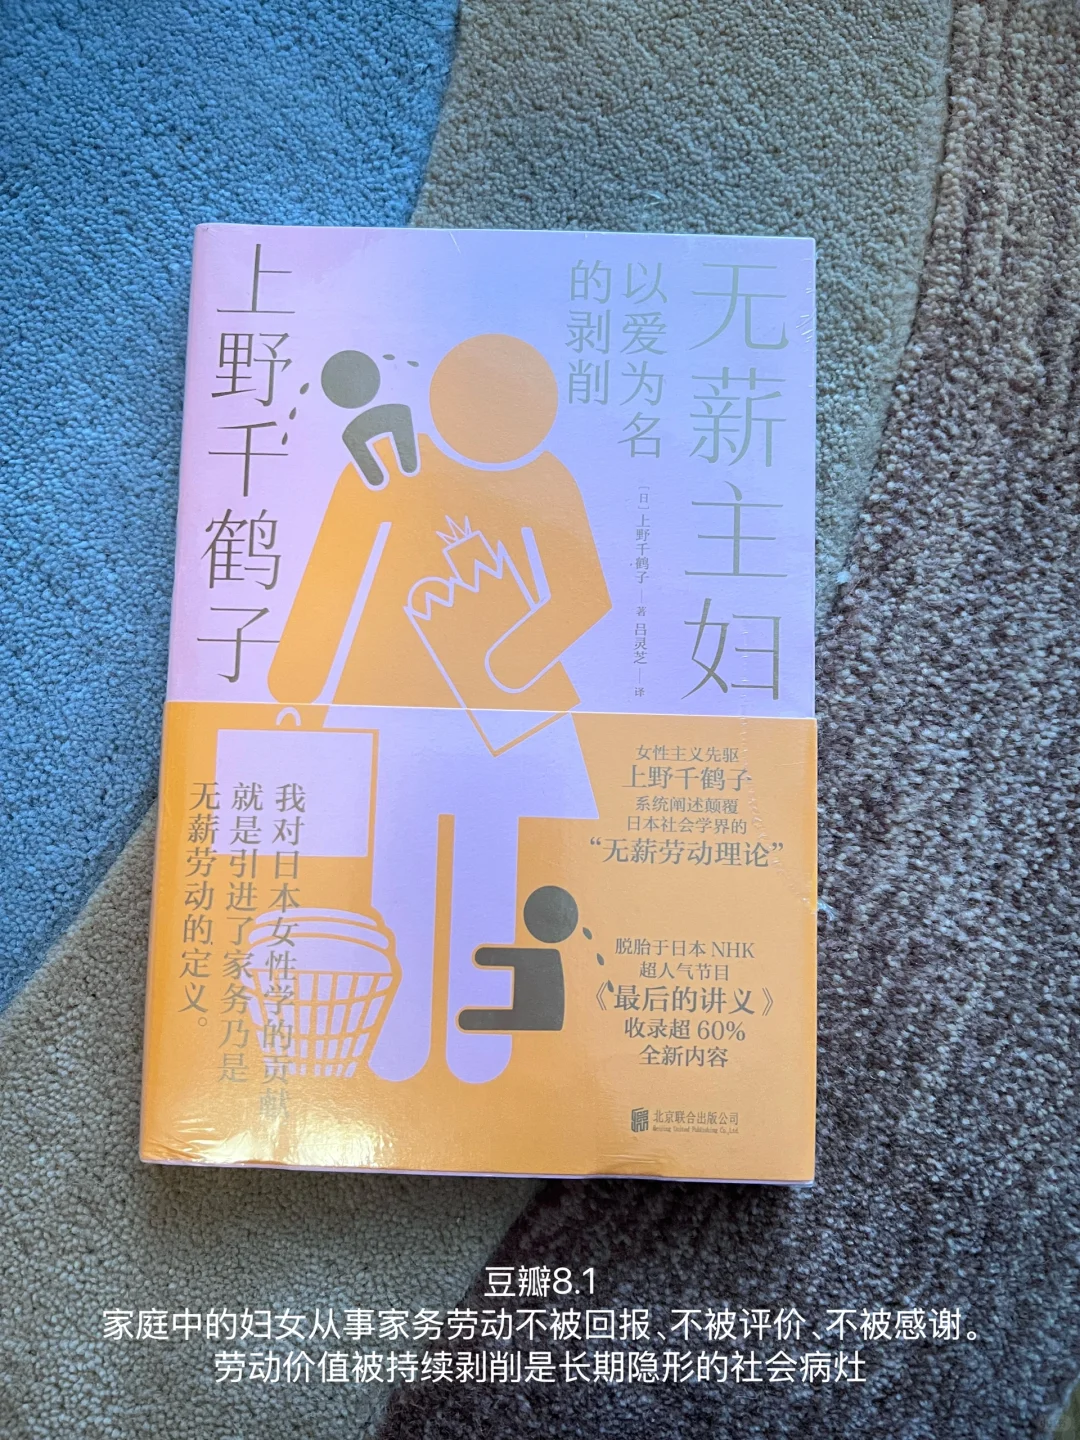 无薪主妇
以爱为名
的剥削
[日]上野千鹤子——著 吕灵芝——译
上野千鹤子
女性主义先驱
上野千鹤子
系统阐述颠覆
日本社会学界的
“无薪劳动理论”
脱胎于日本 NHK
超人气节目
《最后的讲义》
收录超 60%
全新内容
北京联合出版公司
Beijing United Publishing Co.,Ltd.
我对日本女性学的贡献
就是引进了家务乃是
无薪劳动的定义。
豆瓣8.1
家庭中的妇女从事家务劳动不被回报、不被评价、不被感谢。
劳动价值被持续剥削是长期隐形的社会病灶